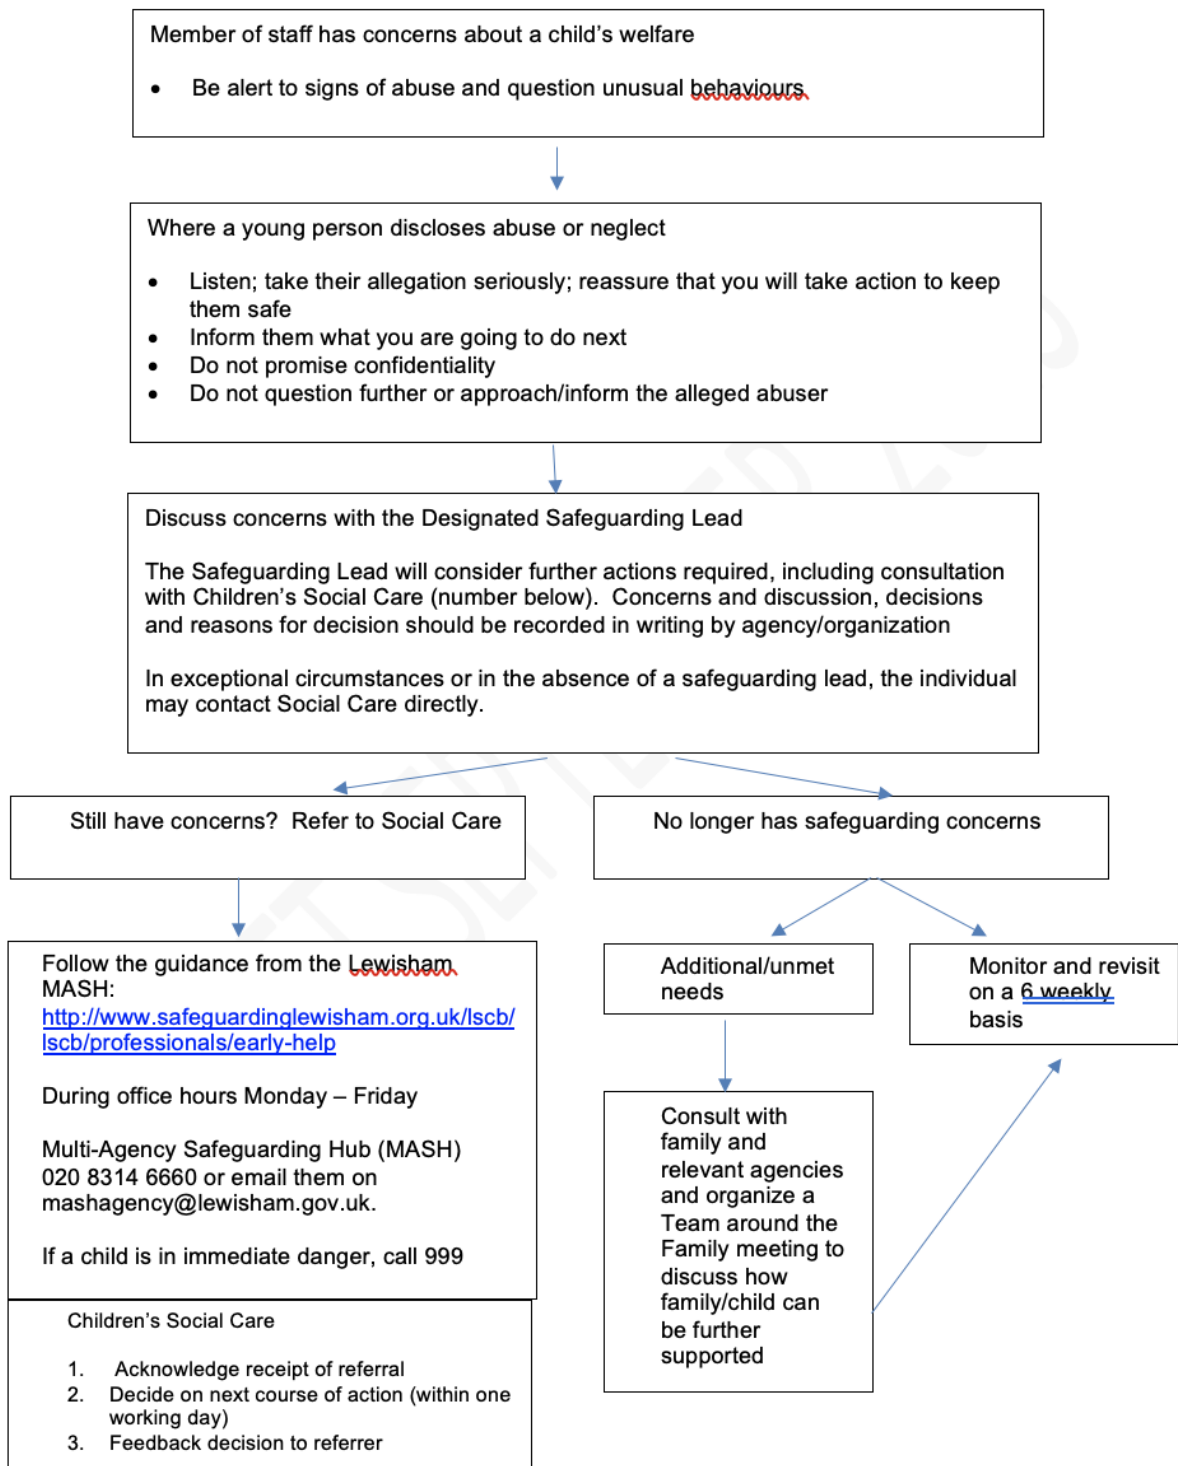 Member of staff has concerns about a child's welfare
• Be alert to signs of abuse and question unusual behaviours
Where a young person discloses abuse or neglect
• Listen; take their allegation seriously; reassure that you will take action to keep
them safe
• Inform them what you are going to do next
• Do not promise confidentiality
• Do not question further or approach/inform the alleged abuser
Discuss concerns with the Designated Safeguarding Lead
The Safeguarding Lead will consider further actions required, including consultation
with Children's Social Care (number below).  Concerns and discussion, decisions
and reasons for decision should be recorded in writing by agency/organization
In exceptional circumstances or in the absence of a safeguarding lead, the individual
may contact Social Care directly.
Still have concerns?  Refer to Social Care
No longer has safeguarding concerns
Follow the guidance from the Lewisham
MASH:
http://www.safeguardinglewisham.org.uk/lscb/
lscb/professionals/early-help
During office hours Monday – Friday
Multi-Agency Safeguarding Hub (MASH)
020 8314 6660 or email them on
mashagency@lewisham.gov.uk.
If a child is in immediate danger, call 999
Children's Social Care
1. Acknowledge receipt of referral
2. Decide on next course of action (within one
working day)
3. Feedback decision to referrer
Additional/unmet
needs
Consult with
family and
relevant agencies
and organize a
Team around the
Family meeting to
discuss how
family/child can
be further
supported
Monitor and revisit
on a 6 weekly
basis